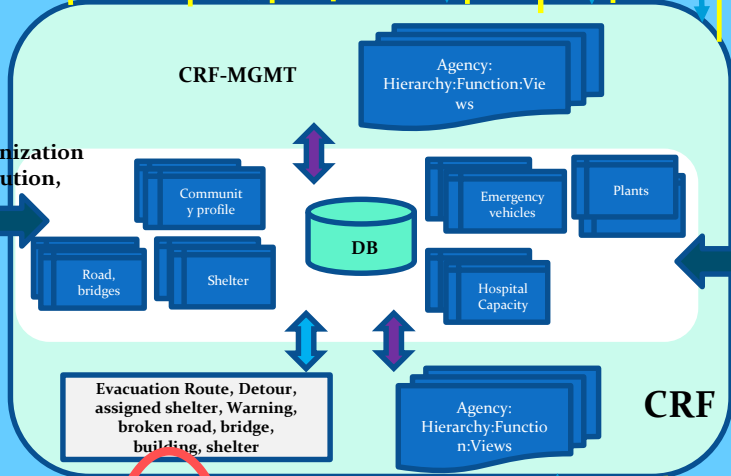 CRF-MGMT
Agency:
Hierarchy:Function:Vie
ws
nization
ution,
Communit
y profile
Emergency
vehicles
Plants
Road,
bridges
Shelter
DB
Hospital
Capacity
Evacuation Route, Detour,
assigned shelter, Warning,
broken road, bridge,
building, shelter
Agency:
Hierarchy:Functio
n:Views
CRF